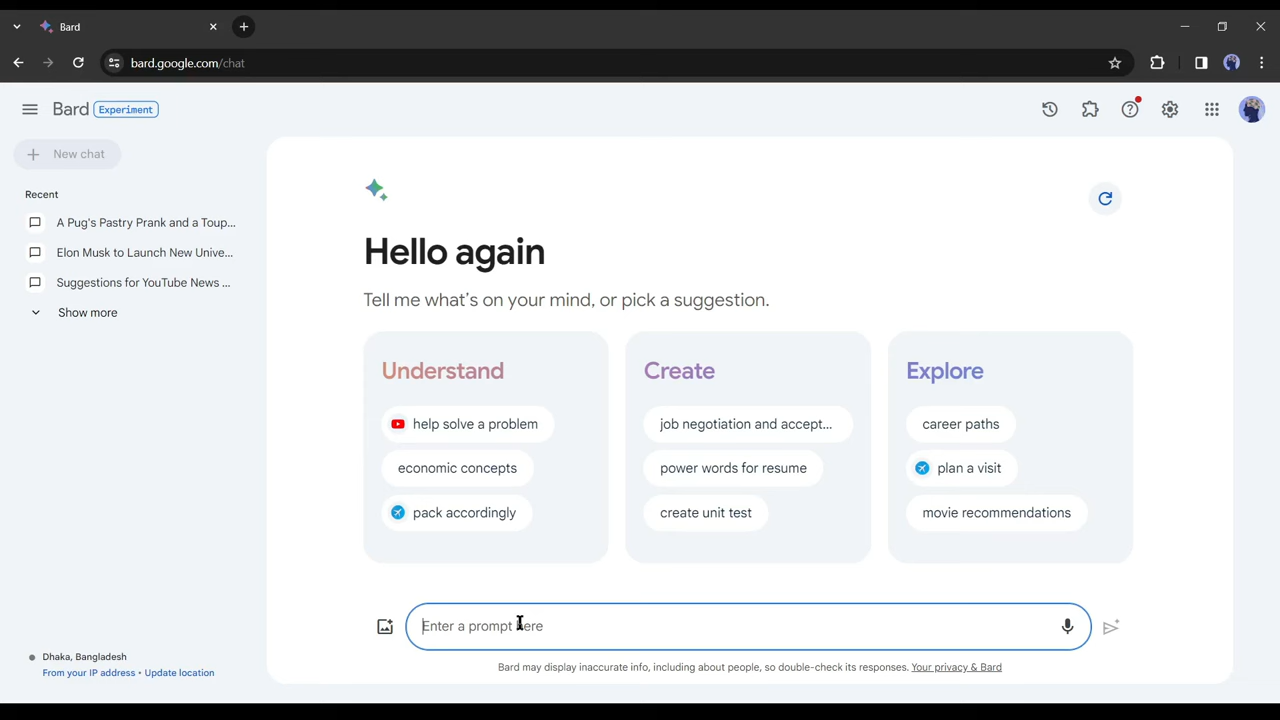 Bard
bard.google.com/chat
Bard Experiment
New chat
Recent
A Pug's Pastry Prank and a Toup...
Elon Musk to Launch New Unive...
Suggestions for YouTube News ...
Show more
Hello again
Tell me what's on your mind, or pick a suggestion.
Understand
help solve a problem
economic concepts
pack accordingly
Create
job negotiation and accept...
power words for resume
create unit test
Explore
career paths
plan a visit
movie recommendations
Enter a prompt here
Bard may display inaccurate info, including about people, so double-check its responses. Your privacy & Bard
Dhaka, Bangladesh
From your IP address • Update location